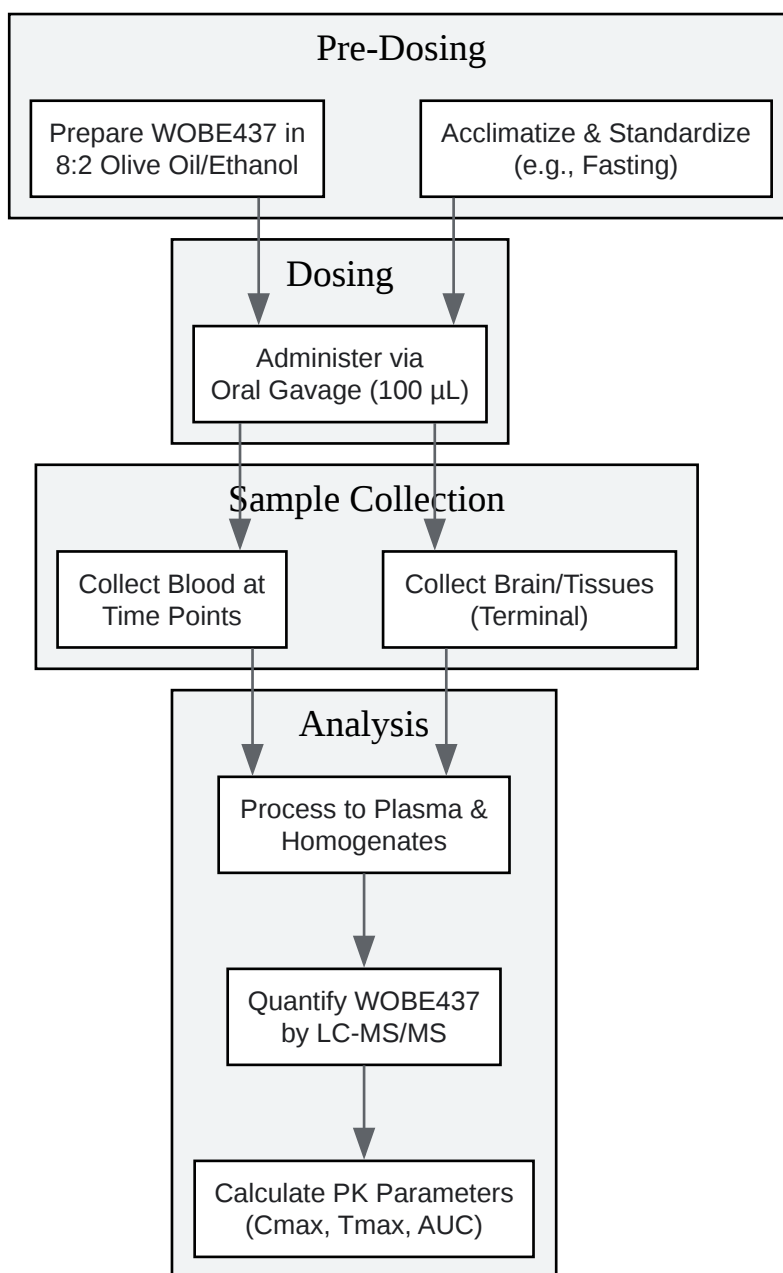 Pre-Dosing
Prepare WOBE437 in
8:2 Olive Oil/Ethanol
Acclimatize & Standardize
(e.g., Fasting)
Dosing
Administer via
Oral Gavage (100 µL)
Sample Collection
Collect Blood at
Time Points
Collect Brain/Tissues
(Terminal)
Analysis
Process to Plasma &
Homogenates
Quantify WOBE437
by LC-MS/MS
Calculate PK Parameters
(Cmax, Tmax, AUC)